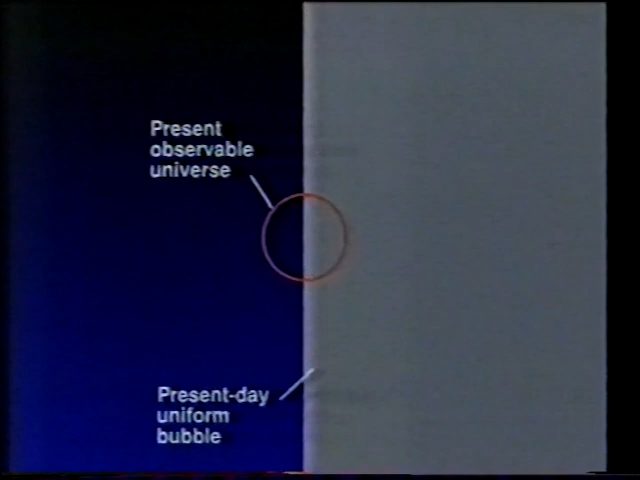 Present
observable
universe
Present-day
uniform
bubble